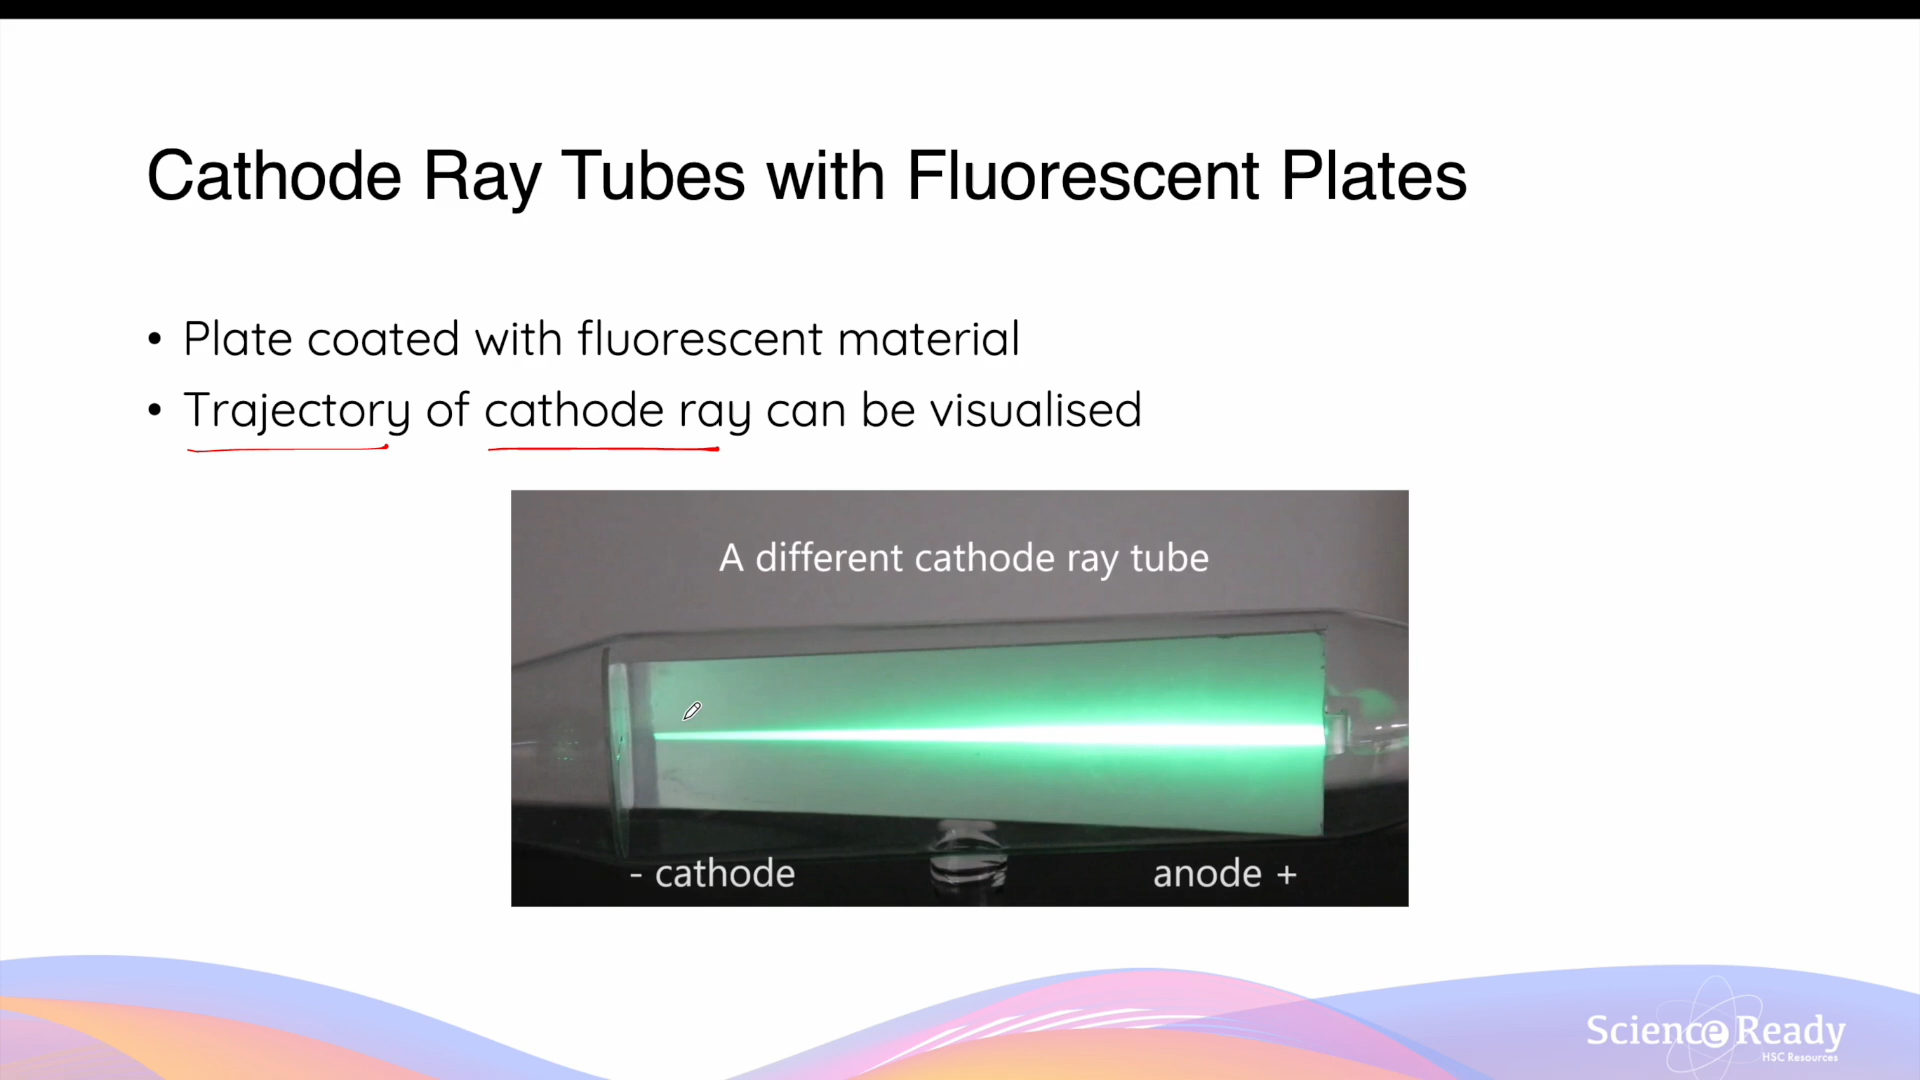 Cathode Ray Tubes with Fluorescent Plates
• Plate coated with fluorescent material
• Trajectory of cathode ray can be visualised
A different cathode ray tube
- cathode
anode +
Science Ready
HSC Resources